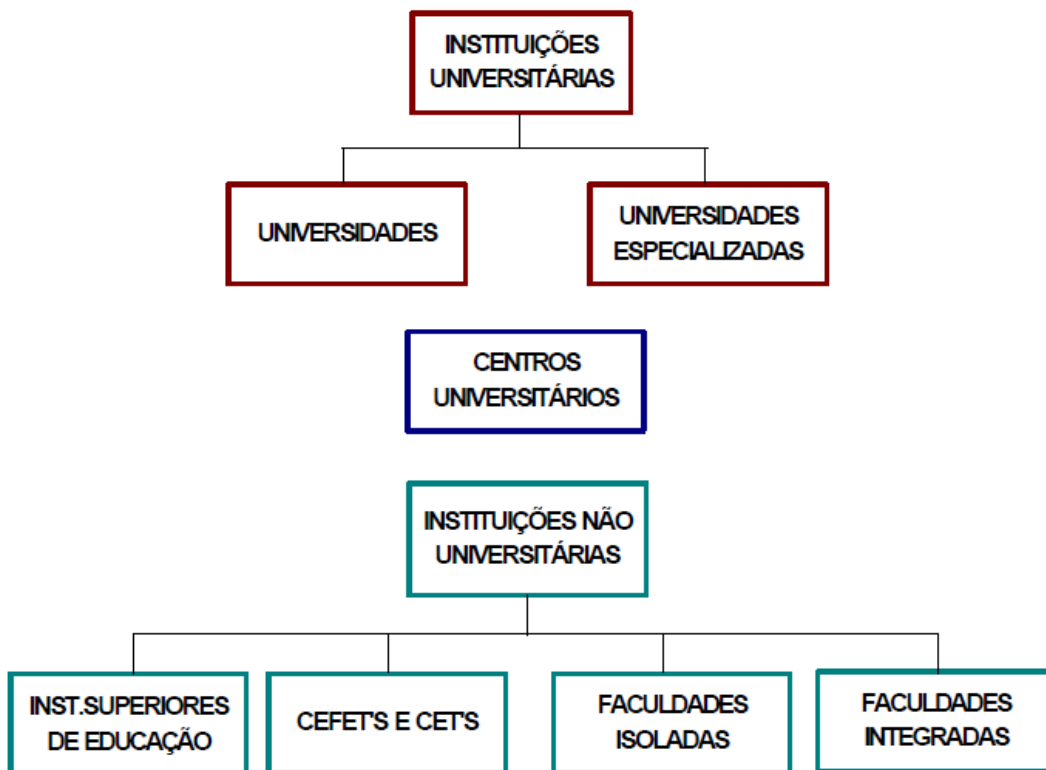 INSTITUIÇÕES
UNIVERSITÁRIAS
UNIVERSIDADES
UNIVERSIDADES
ESPECIALIZADAS
CENTROS
UNIVERSITÁRIOS
INSTITUIÇÕES NÃO
UNIVERSITÁRIAS
INST.SUPERIORES
DE EDUCAÇÃO
CEFET'S E CET'S
FACULDADES
ISOLADAS
FACULDADES
INTEGRADAS